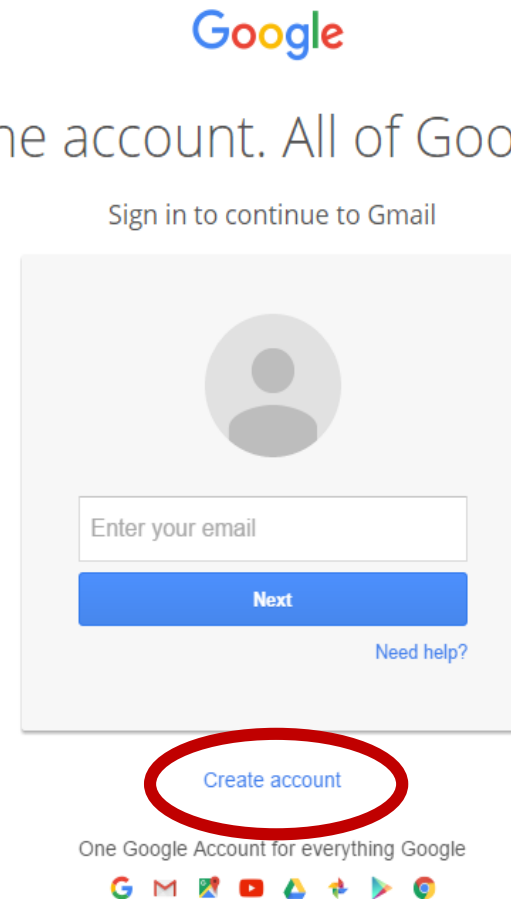 Google
ne account. All of Goo
Sign in to continue to Gmail
Enter your email
Next
Need help?
Create account
One Google Account for everything Google